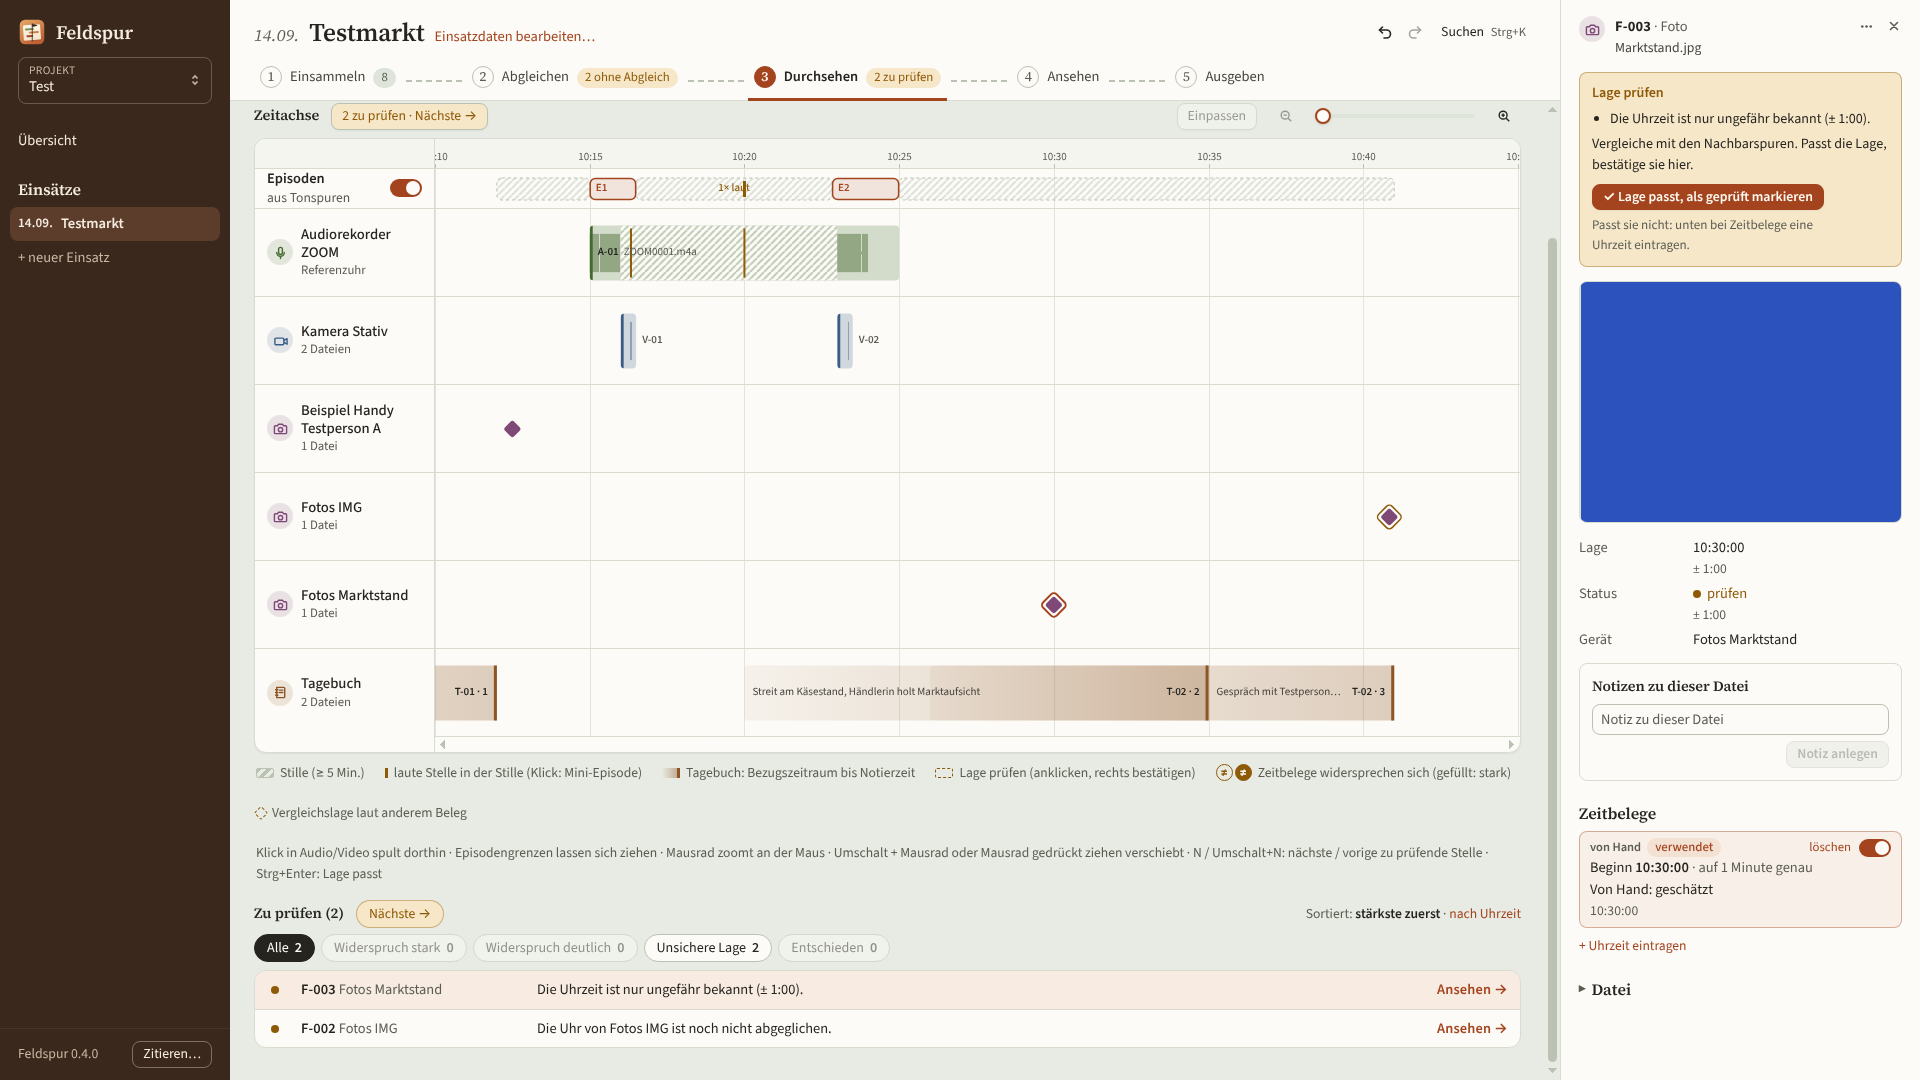 Feldspur
PROJEKT
Test
Übersicht
Einsätze
14.09. Testmarkt
+ neuer Einsatz
Feldspur 0.4.0
Zitieren…
14.09. Testmarkt Einsatzdaten bearbeiten…
Suchen Strg+K
1 Einsammeln 8
2 Abgleichen 2 ohne Abgleich
3 Durchsehen 2 zu prüfen
4 Ansehen
5 Ausgeben
Zeitachse 2 zu prüfen · Nächste →
Einpassen
:10 10:15 10:20 10:25 10:30 10:35 10:40 10:
Episoden
aus Tonspuren
E1 1× laut E2
Audiorekorder
ZOOM
Referenzuhr
A-01 ZOOM0001.m4a
Kamera Stativ
2 Dateien
V-01 V-02
Beispiel Handy
Testperson A
1 Datei
Fotos IMG
1 Datei
Fotos Marktstand
1 Datei
Tagebuch
2 Dateien
T-01 · 1
Streit am Käsestand, Händlerin holt Marktaufsicht T-02 · 2
Gespräch mit Testperson… T-02 · 3
Stille (≥ 5 Min.)
laute Stelle in der Stille (Klick: Mini-Episode)
Tagebuch: Bezugszeitraum bis Notierzeit
Lage prüfen (anklicken, rechts bestätigen)
≠ ≠ Zeitbelege widersprechen sich (gefüllt: stark)
Vergleichslage laut anderem Beleg
Klick in Audio/Video spult dorthin · Episodengrenzen lassen sich ziehen · Mausrad zoomt an der Maus · Umschalt + Mausrad oder Mausrad gedrückt ziehen verschiebt · N / Umschalt+N: nächste / vorige zu prüfende Stelle ·
Strg+Enter: Lage passt
Zu prüfen (2) Nächste →
Sortiert: stärkste zuerst · nach Uhrzeit
Alle 2
Widerspruch stark 0
Widerspruch deutlich 0
Unsichere Lage 2
Entschieden 0
F-003 Fotos Marktstand Die Uhrzeit ist nur ungefähr bekannt (± 1:00). Ansehen →
F-002 Fotos IMG Die Uhr von Fotos IMG ist noch nicht abgeglichen. Ansehen →
F-003 · Foto
Marktstand.jpg
Lage prüfen
• Die Uhrzeit ist nur ungefähr bekannt (± 1:00).
Vergleiche mit den Nachbarspuren. Passt die Lage,
bestätige sie hier.
✓ Lage passt, als geprüft markieren
Passt sie nicht: unten bei Zeitbelege eine
Uhrzeit eintragen.
Lage 10:30:00
± 1:00
Status prüfen
± 1:00
Gerät Fotos Marktstand
Notizen zu dieser Datei
Notiz zu dieser Datei
Notiz anlegen
Zeitbelege
von Hand verwendet löschen
Beginn 10:30:00 · auf 1 Minute genau
Von Hand: geschätzt
10:30:00
+ Uhrzeit eintragen
Datei